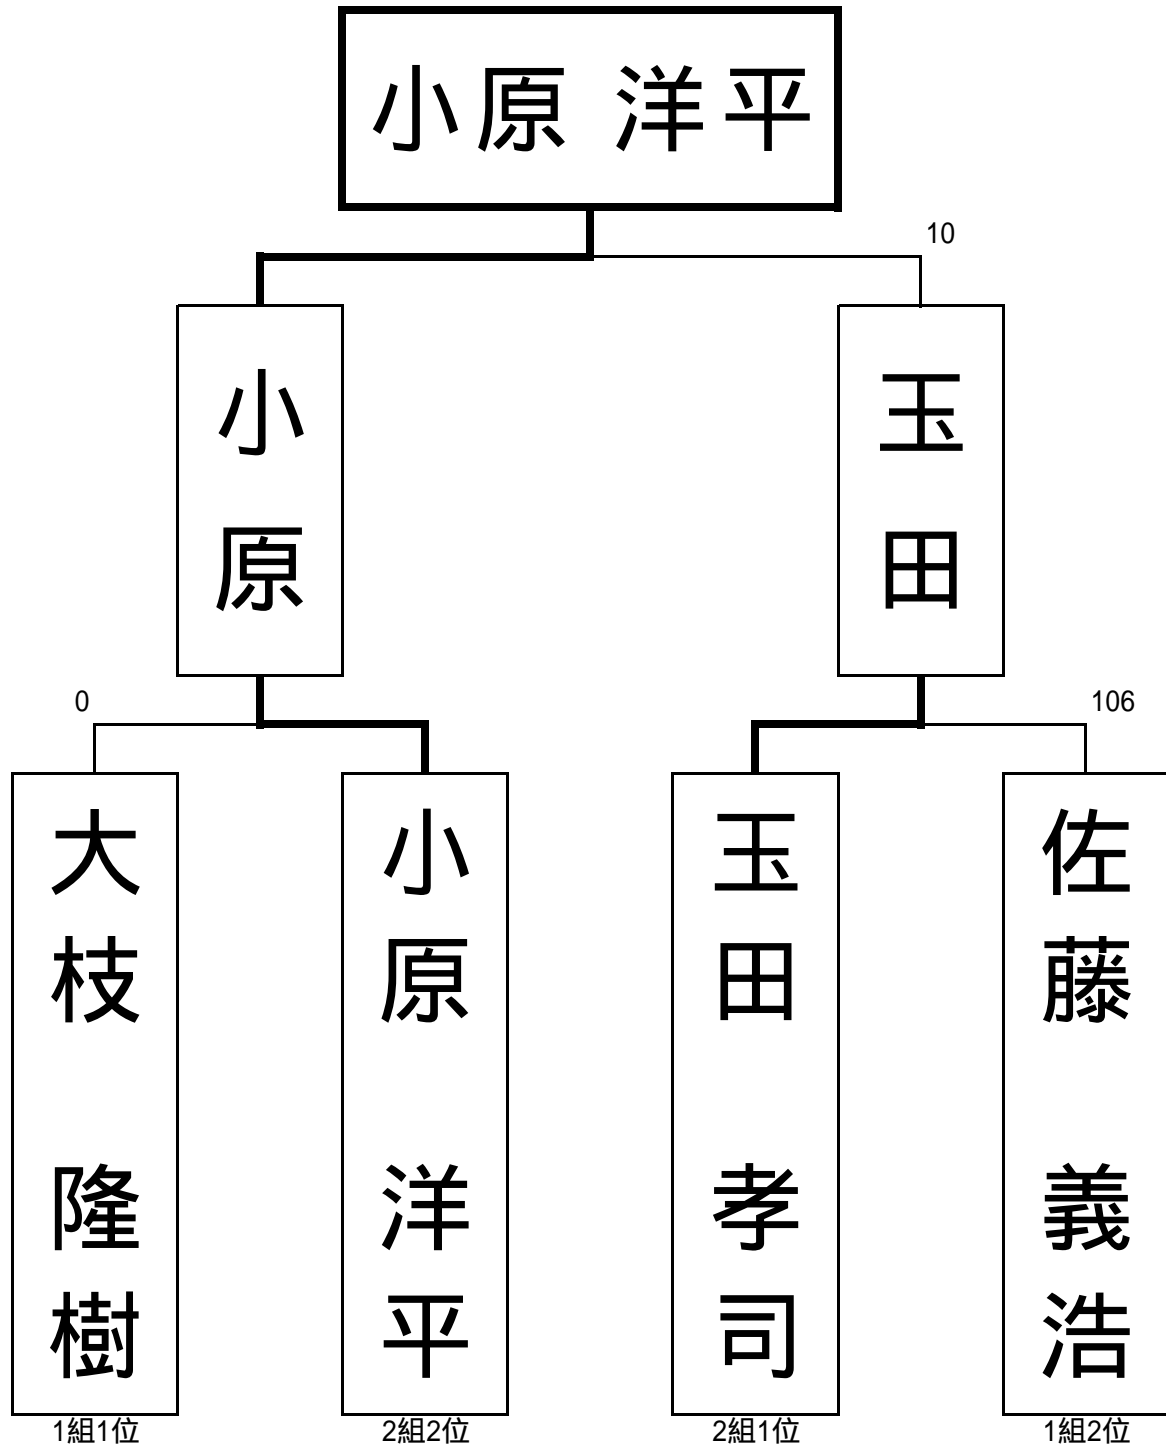 小原 洋平
10
小原
玉田
0
106
大枝 隆樹
小原 洋平
玉田 孝司
佐藤 義浩
1組1位
2組2位
2組1位
1組2位